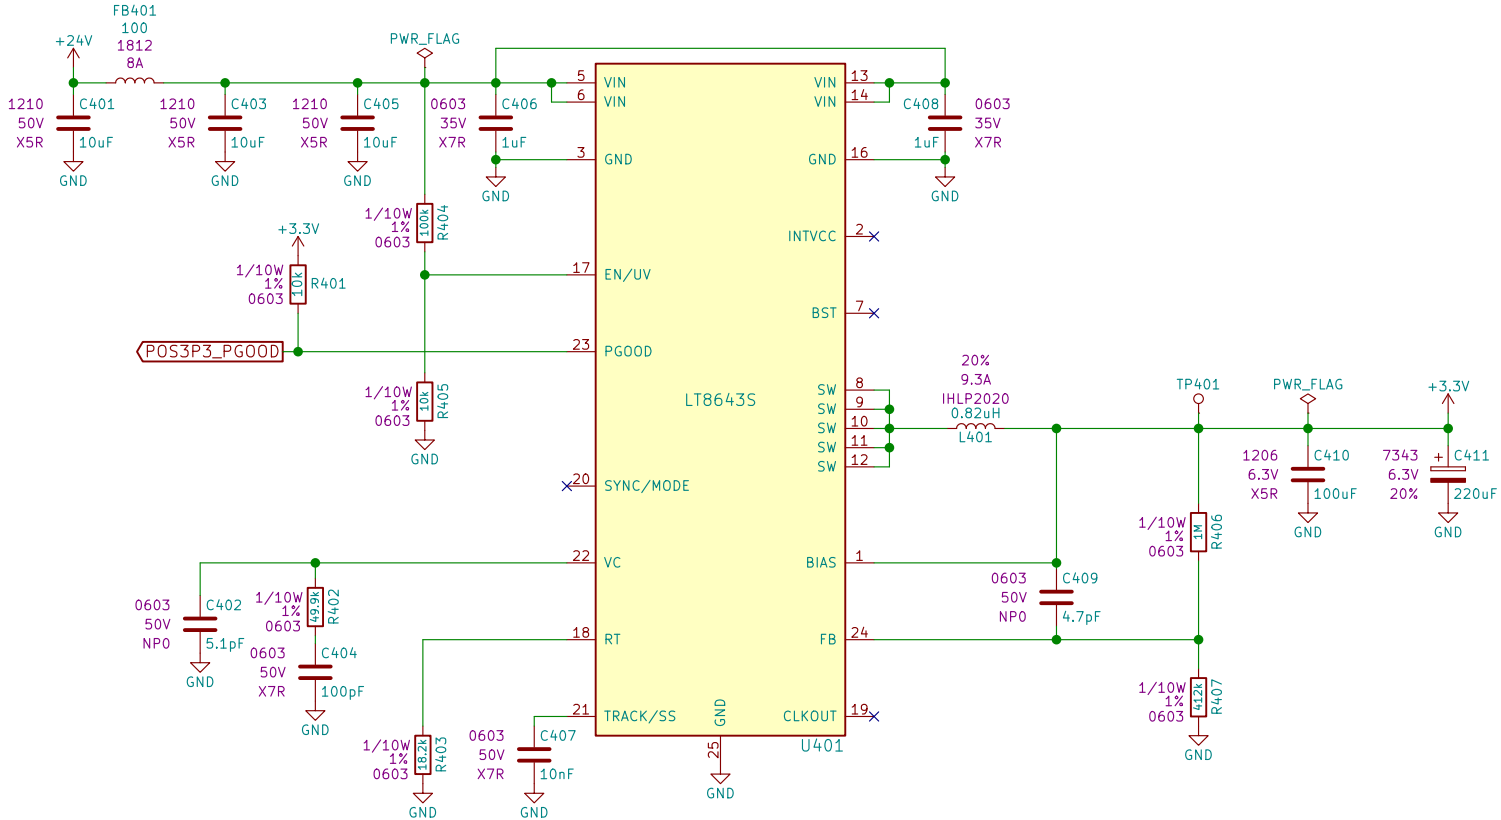 FB401
100
1812
8A
+24V
PWR_FLAG
1210
50V
X5R
C401
10uF
GND
1210
50V
X5R
C403
10uF
GND
1210
50V
X5R
C405
10uF
GND
0603
35V
X7R
C406
1uF
GND
5 VIN
6 VIN
3 GND
VIN 13
VIN 14
GND 16
C408
1uF
0603
35V
X7R
GND
INTVCC 2
BST 7
1/10W
1%
0603
100k
R404
+3.3V
1/10W
1%
0603
10k
R401
17 EN/UV
POS3P3_PGOOD
23 PGOOD
1/10W
1%
0603
10k
R405
GND
LT8643S
SW 8
SW 9
SW 10
SW 11
SW 12
20%
9.3A
IHLP2020
0.82uH
L401
TP401
PWR_FLAG
+3.3V
1206
6.3V
X5R
C410
100uF
GND
7343
6.3V
20%
+
C411
220uF
GND
20 SYNC/MODE
1/10W
1%
0603
1M
R406
22 VC
BIAS 1
0603
50V
NP0
C402
5.1pF
GND
1/10W
1%
0603
49.9k
R402
0603
50V
X7R
C404
100pF
GND
0603
50V
NP0
C409
4.7pF
18 RT
FB 24
1/10W
1%
0603
412k
R407
GND
21 TRACK/SS
CLKOUT 19
1/10W
1%
0603
18.2k
R403
GND
0603
50V
X7R
C407
10nF
GND
GND
25
GND
U401